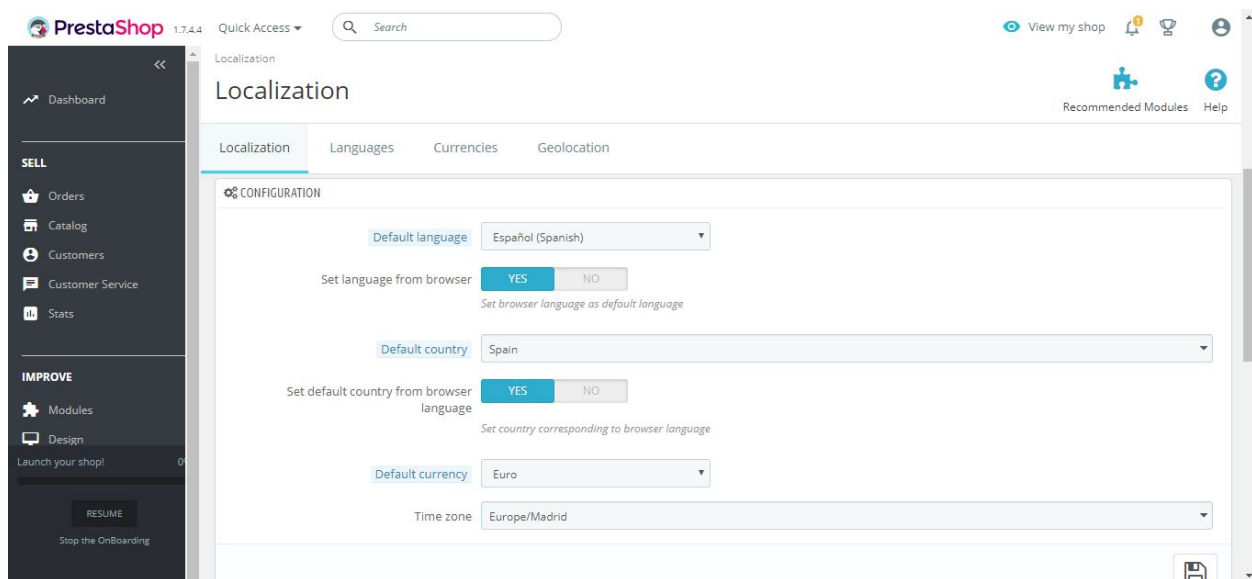 PrestaShop 1.7.4.4 Quick Access Search View my shop 1
Localization
Localization
Recommended Modules Help
Localization Languages Currencies Geolocation
Dashboard
SELL
Orders
Catalog
Customers
Customer Service
Stats
IMPROVE
Modules
Design
Launch your shop!
RESUME
Stop the OnBoarding
CONFIGURATION
Default language Español (Spanish)
Set language from browser YES NO
Set browser language as default language
Default country Spain
Set default country from browser YES NO
language
Set country corresponding to browser language
Default currency Euro
Time zone Europe/Madrid